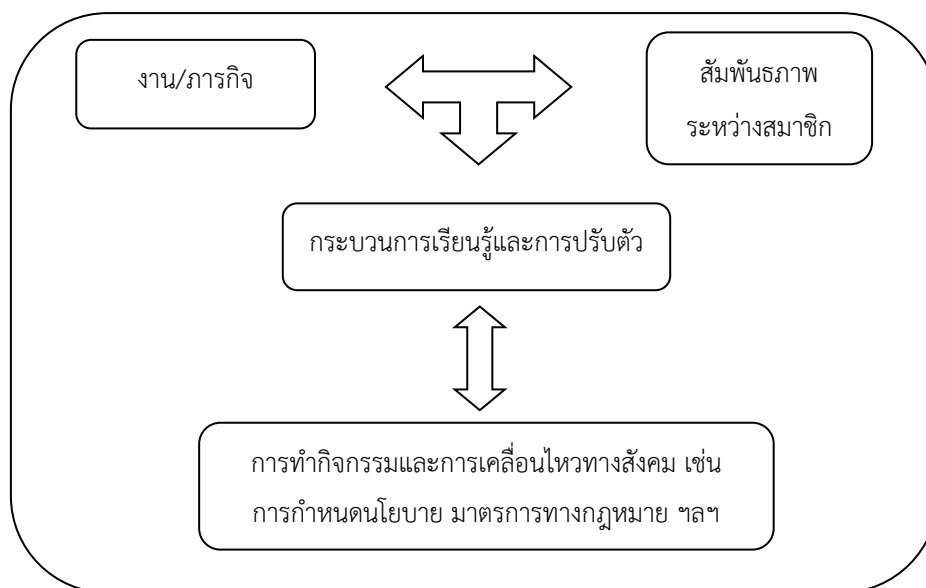 งาน/ภารกิจ
สัมพันธภาพ
ระหว่างสมาชิก
กระบวนการเรียนรู้และการปรับตัว
การทำกิจกรรมและการเคลื่อนไหวทางสังคม เช่น
การกำหนดนโยบาย มาตรการทางกฎหมาย ฯลฯ